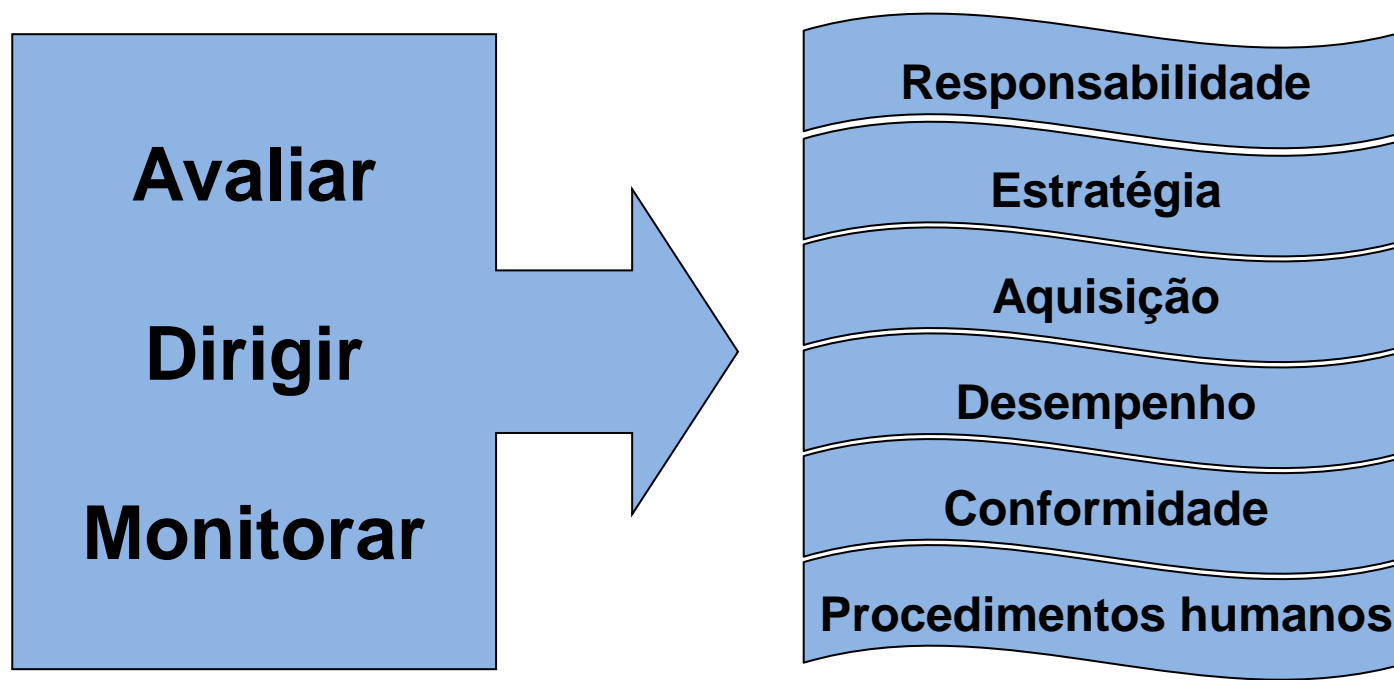 Avaliar
Dirigir
Monitorar
Responsabilidade
Estratégia
Aquisição
Desempenho
Conformidade
Procedimentos humanos